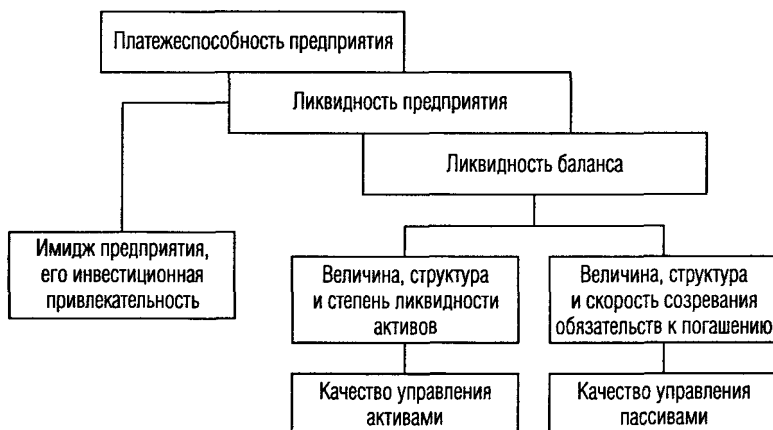 Платежеспособность предприятия
Ликвидность предприятия
Ликвидность баланса
Имидж предприятия,
его инвестиционная
привлекательность
Величина, структура
и степень ликвидности
активов
Величина, структура
и скорость созревания
обязательств к погашению
Качество управления
активами
Качество управления
пассивами